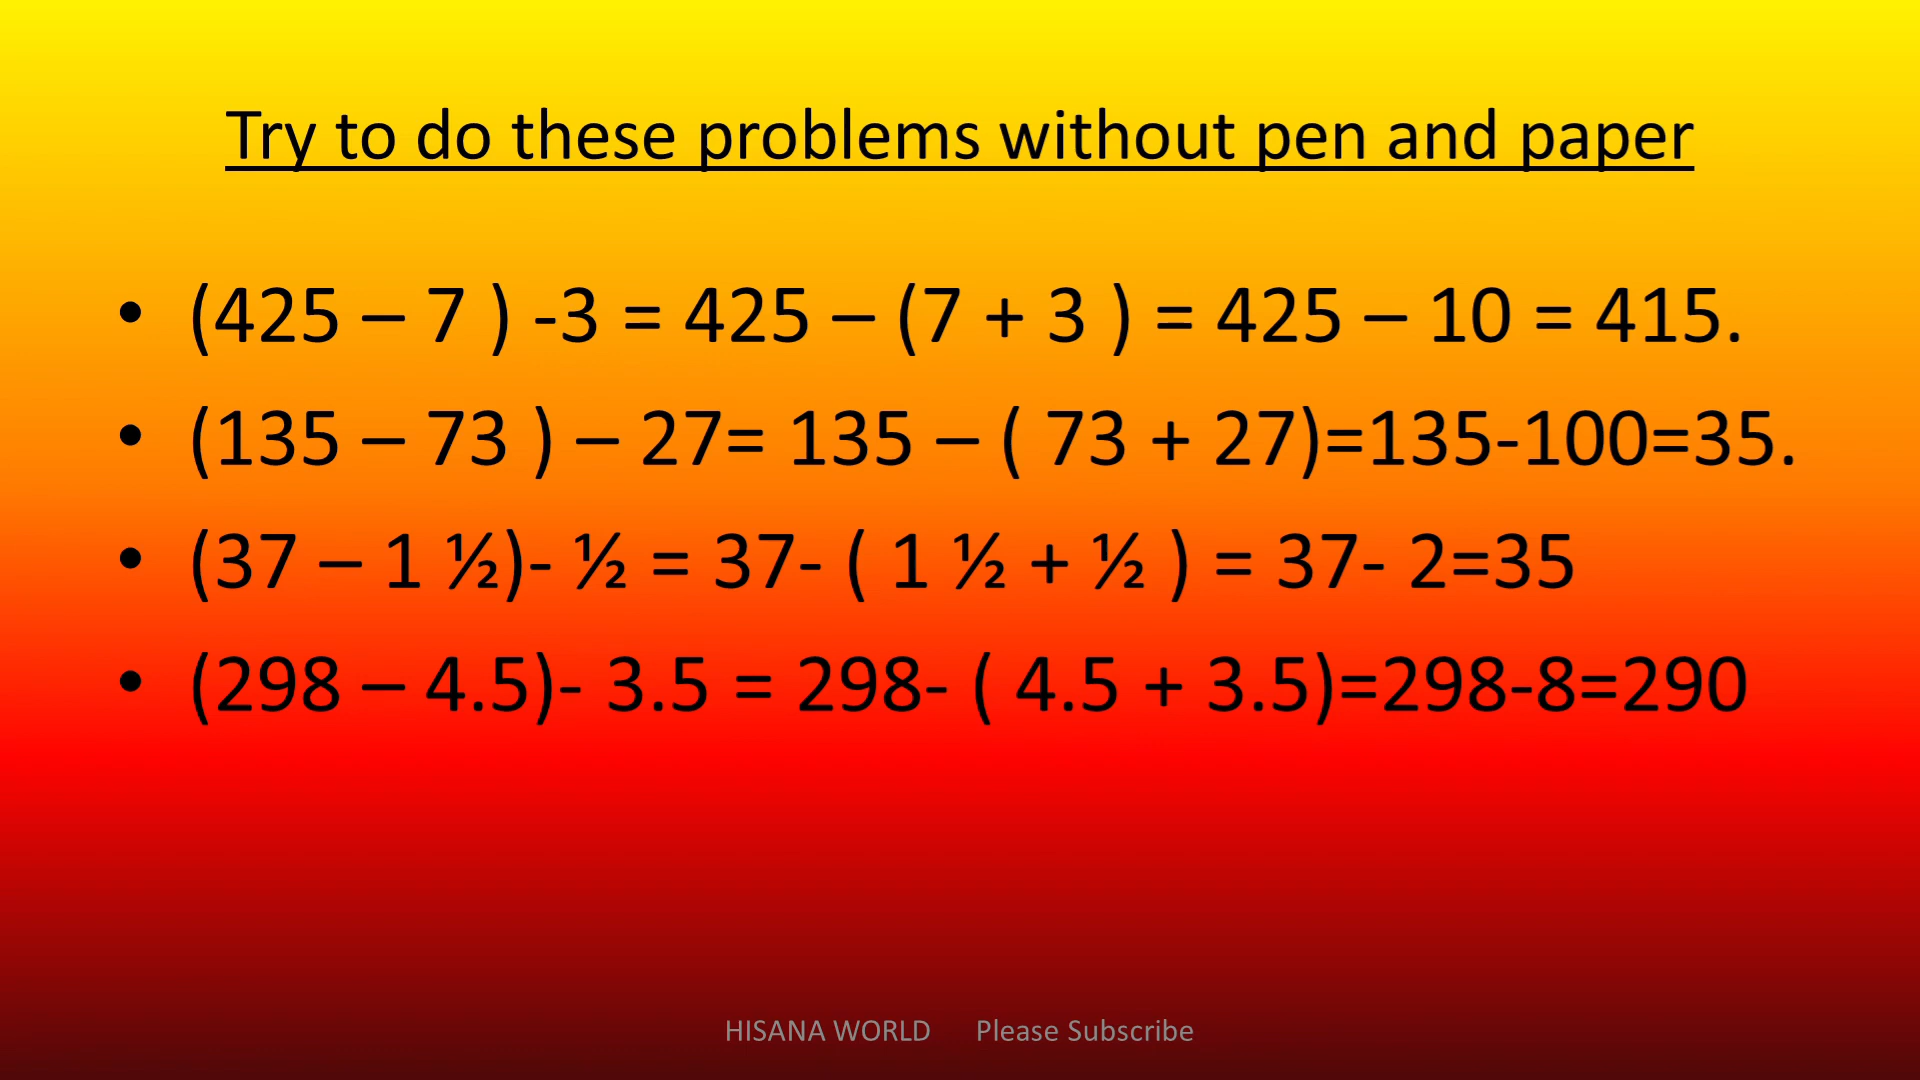 Try to do these problems without pen and paper
• (425 – 7 ) -3 = 425 – (7 + 3 ) = 425 – 10 = 415.
• (135 – 73 ) – 27= 135 – ( 73 + 27)=135-100=35.
• (37 – 1 ½)- ½ = 37- ( 1 ½ + ½ ) = 37- 2=35
• (298 – 4.5)- 3.5 = 298- ( 4.5 + 3.5)=298-8=290
HISANA WORLD Please Subscribe